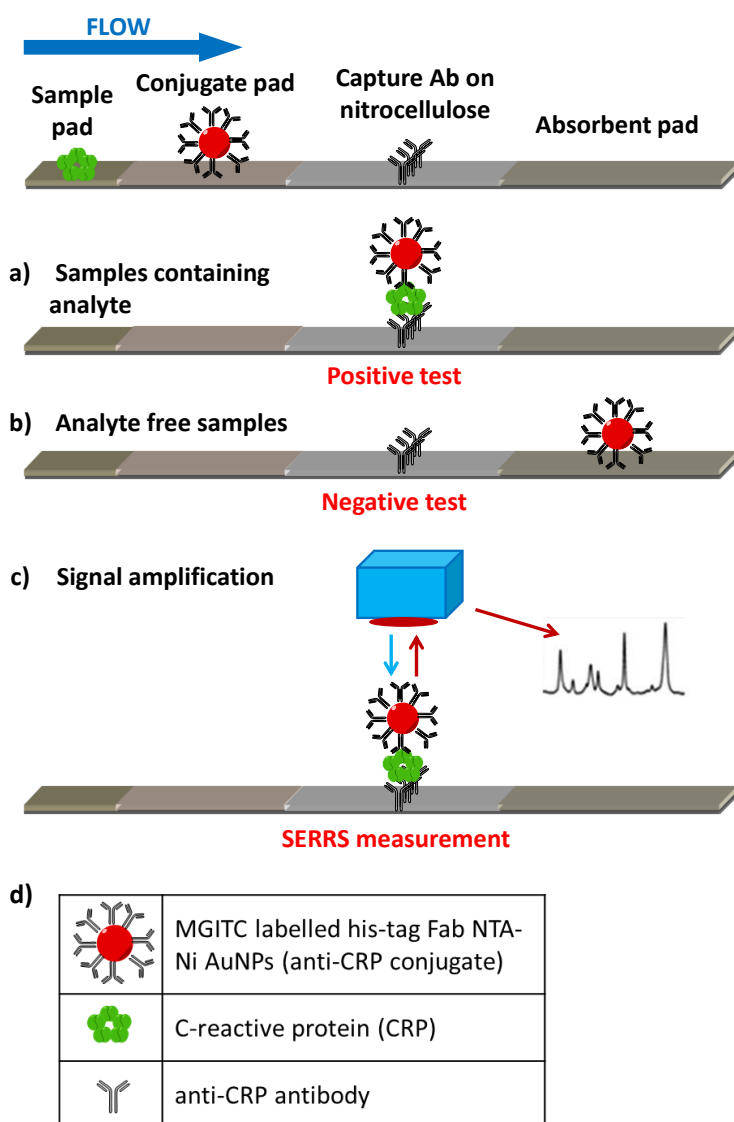 FLOW
Sample
pad
Conjugate pad
Capture Ab on
nitrocellulose
Absorbent pad
a) Samples containing
analyte
Positive test
b) Analyte free samples
Negative test
c) Signal amplification
SERRS measurement
d)
MGITC labelled his-tag Fab NTA-
Ni AuNPs (anti-CRP conjugate)
C-reactive protein (CRP)
anti-CRP antibody